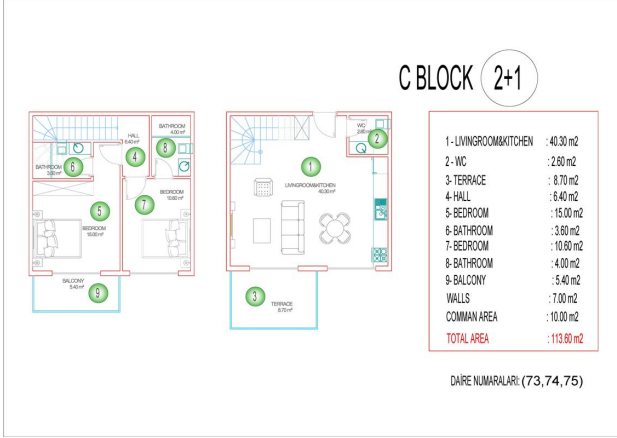 C BLOCK 2+1
1 - LIVINGROOM&KITCHEN : 40.30 m2
2 - WC : 2.60 m2
3- TERRACE : 8.70 m2
4- HALL : 6.40 m2
5- BEDROOM : 15.00 m2
6- BATHROOM : 3.60 m2
7- BEDROOM : 10.60 m2
8- BATHROOM : 4.00 m2
9- BALCONY : 5.40 m2
WALLS : 7.00 m2
COMMAN AREA : 10.00 m2
TOTAL AREA : 113.60 m2
DAİRE NUMARALARI: (73,74,75)
BATHROOM
4.00 m²
8
HALL
6.40 m²
4
BATHROOM
3.60 m²
6
BEDROOM
10.60 m²
7
5
BEDROOM
15.00 m²
BALCONY
5.40 m²
9
WC
2.60 m²
2
1
LIVINGROOM&KITCHEN
40.30 m²
3
TERRACE
8.70 m²